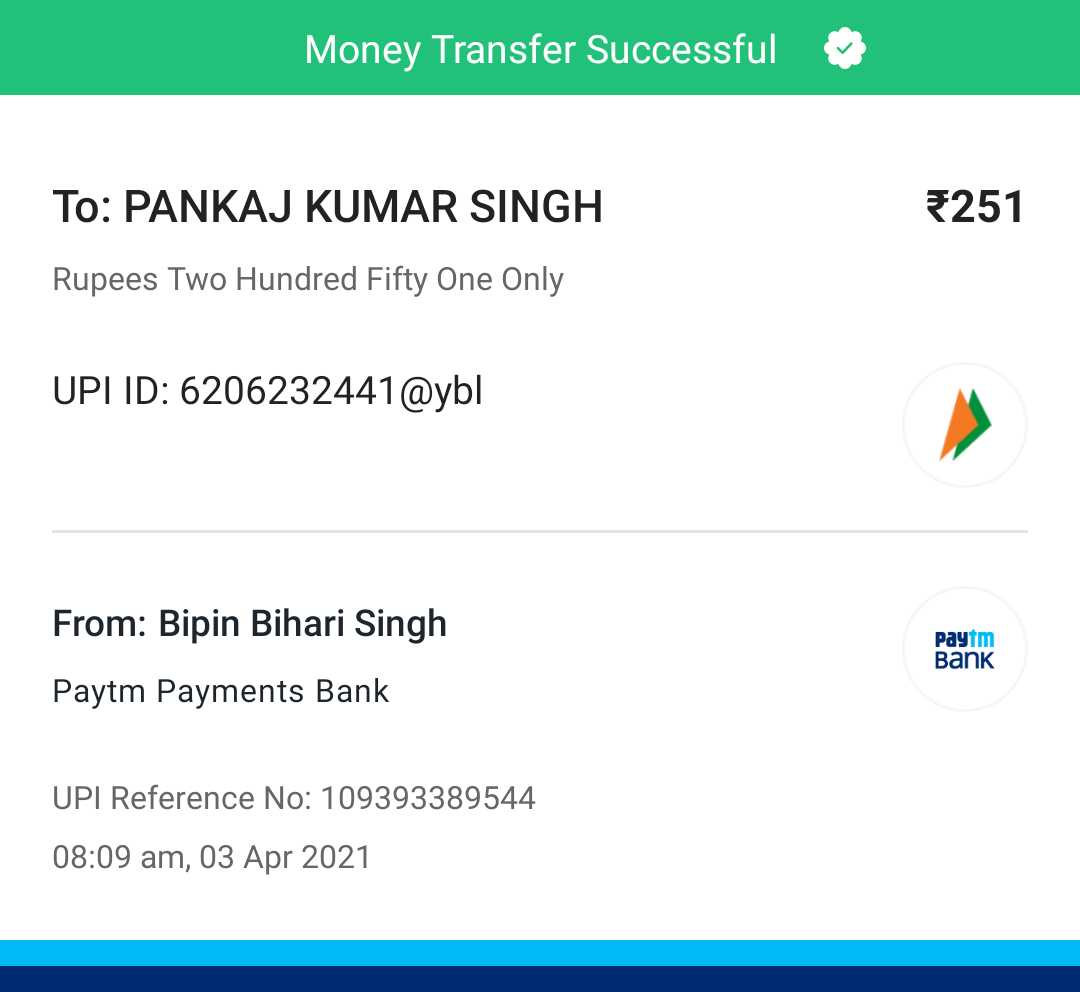 Money Transfer Successful
To: PANKAJ KUMAR SINGH ₹251
Rupees Two Hundred Fifty One Only
UPI ID: 6206232441@ybl
From: Bipin Bihari Singh
paytm
BANK
Paytm Payments Bank
UPI Reference No: 109393389544
08:09 am, 03 Apr 2021